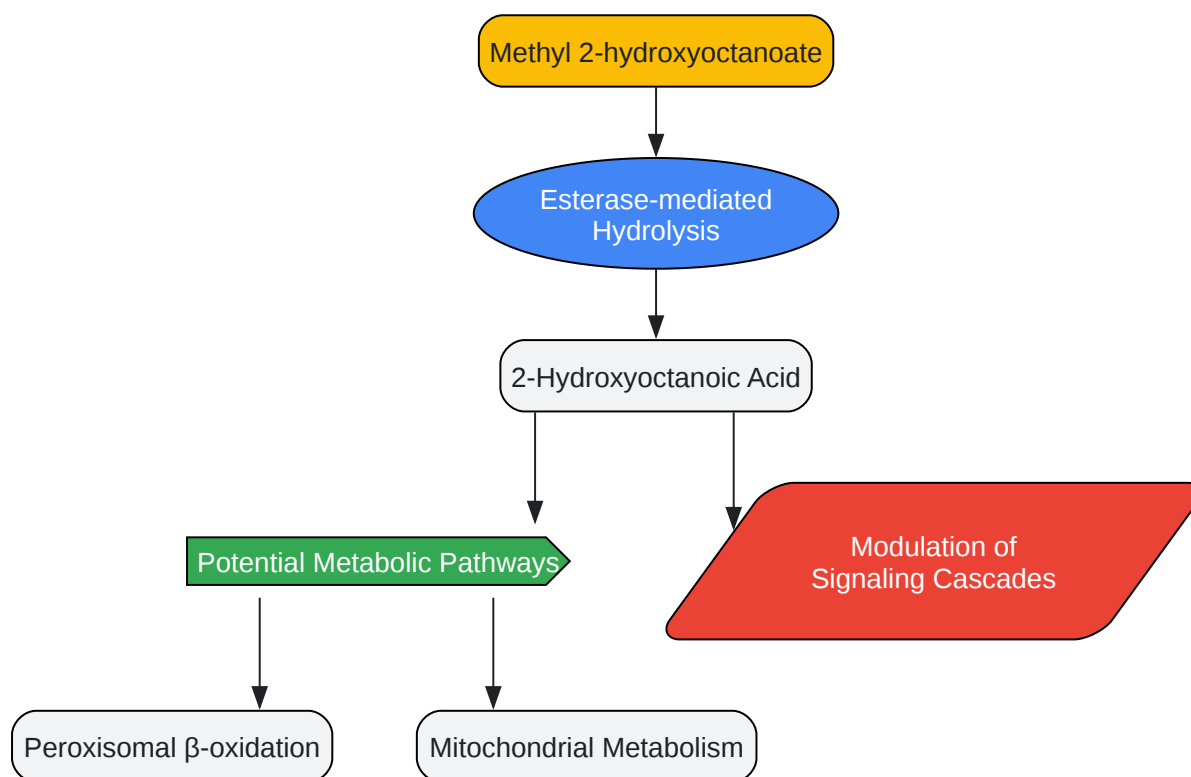 Methyl 2-hydroxyoctanoate
Esterase-mediated
Hydrolysis
2-Hydroxyoctanoic Acid
Potential Metabolic Pathways
Modulation of
Signaling Cascades
Peroxisomal β-oxidation
Mitochondrial Metabolism